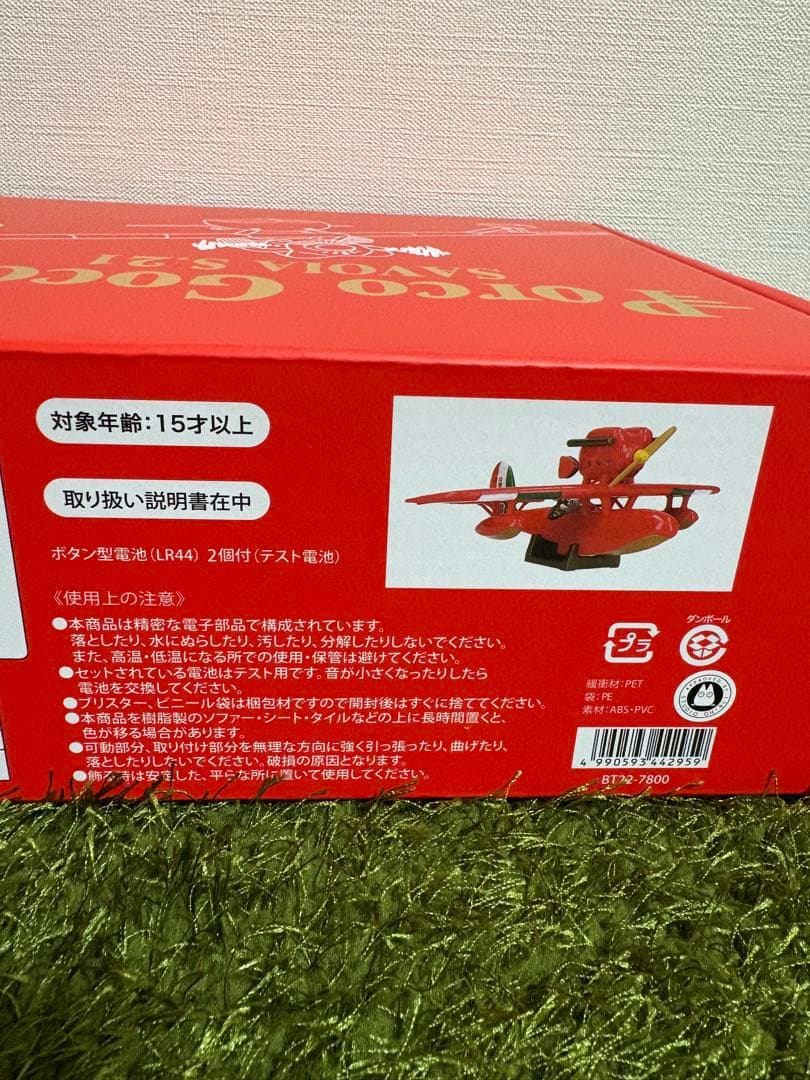 Porco Gocco
SAVOIA S.21
対象年齢:15才以上
取り扱い説明書在中
ボタン型電池(LR44) 2個付(テスト電池)
《使用上の注意》
●本商品は精密な電子部品で構成されています。
落としたり、水にぬらしたり、汚したり、分解したりしないでください。
また、高温・低温になる所での使用・保管は避けてください。
●セットされている電池はテスト用です。音が小さくなったりしたら
電池を交換してください。
●ブリスター、ビニール袋は梱包材ですので開封後はすぐに捨ててください。
●本商品を樹脂製のソファー・シート・タイルなどの上に長時間置くと、
色が移る場合があります。
●可動部分、取り付け部分を無理な方向に強く引っ張ったり、曲げたり、
落としたりしないでください。破損の原因となります。
●飾る時は安定した、平らな所に置いて使用してください。
プラ
ダンボール
緩衝材:PET
袋:PE
素材:ABS・PVC
4 990593 442959
BT22-7800